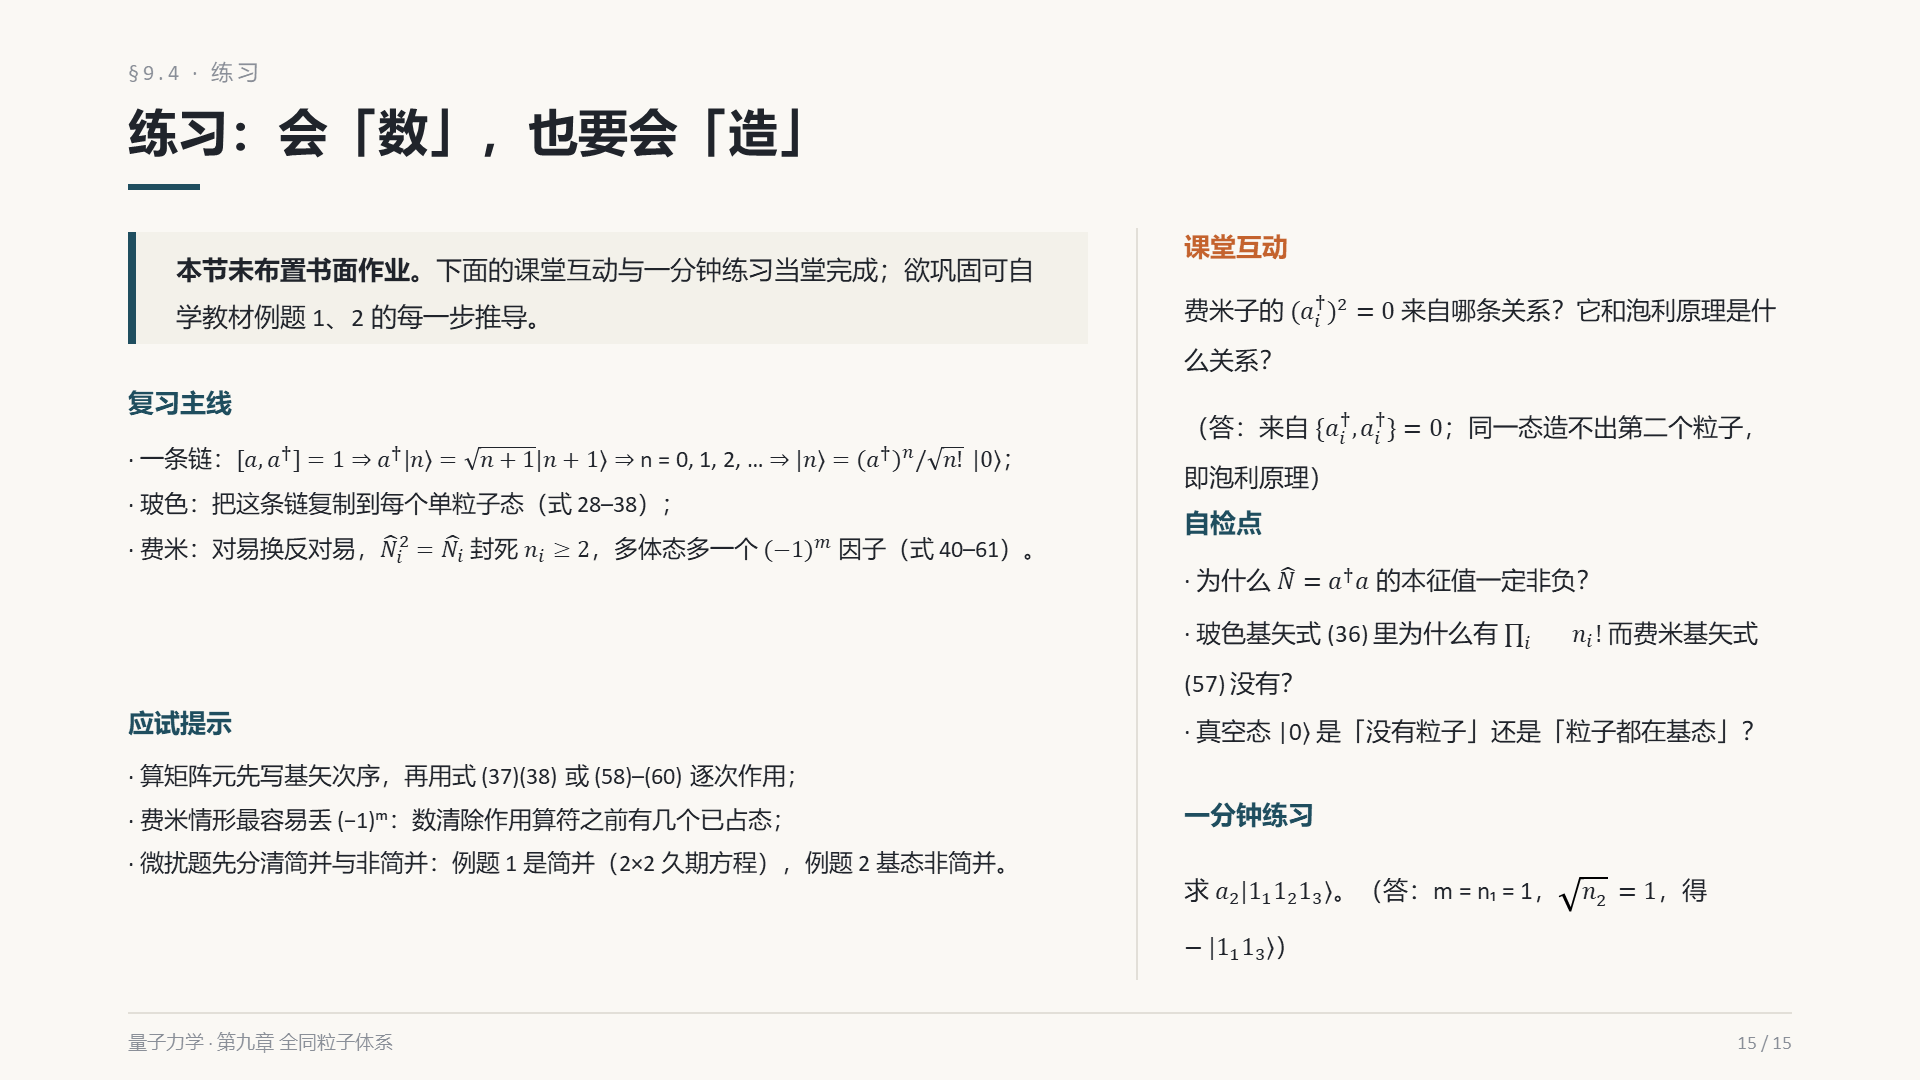 §9.4 · 练习
练习：会「数」，也要会「造」
本节未布置书面作业。下面的课堂互动与一分钟练习当堂完成；欲巩固可自
学教材例题 1、2 的每一步推导。
复习主线
· 一条链：[a, a†] = 1 ⇒ a†|n⟩ = √(n + 1)|n + 1⟩ ⇒ n = 0, 1, 2, … ⇒ |n⟩ = (a†)ⁿ/√n! |0⟩；
· 玻色：把这条链复制到每个单粒子态（式 28–38）；
· 费米：对易换反对易，N̂ᵢ² = N̂ᵢ 封死 nᵢ ≥ 2，多体态多一个 (−1)ᵐ 因子（式 40–61）。
应试提示
· 算矩阵元先写基矢次序，再用式 (37)(38) 或 (58)–(60) 逐次作用；
· 费米情形最容易丢 (−1)ᵐ：数清除作用算符之前有几个已占态；
· 微扰题先分清简并与非简并：例题 1 是简并（2×2 久期方程），例题 2 基态非简并。
课堂互动
费米子的 (aᵢ†)² = 0 来自哪条关系？它和泡利原理是什
么关系？
（答：来自 {aᵢ†, aᵢ†} = 0；同一态造不出第二个粒子，
即泡利原理）
自检点
· 为什么 N̂ = a†a 的本征值一定非负？
· 玻色基矢式 (36) 里为什么有 ∏ᵢ nᵢ! 而费米基矢式
(57) 没有？
· 真空态 |0⟩ 是「没有粒子」还是「粒子都在基态」？
一分钟练习
求 a₂|1₁1₂1₃⟩。（答：m = n₁ = 1，√n₂ = 1，得
− |1₁1₃⟩）
量子力学 · 第九章 全同粒子体系
15 / 15